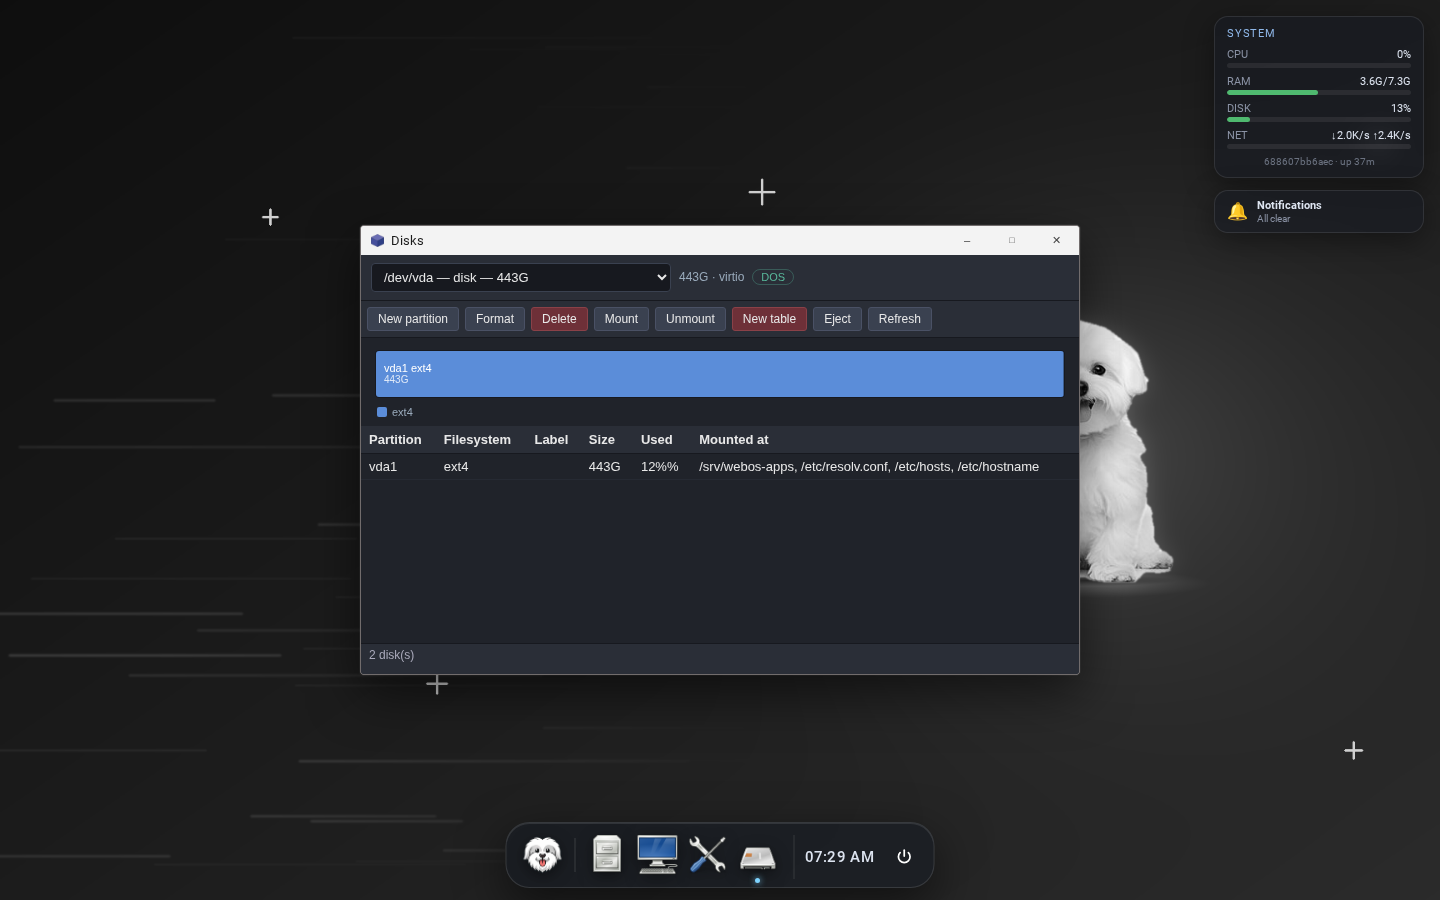 SYSTEM
CPU 0%
RAM 3.6G/7.3G
DISK 13%
NET ↓2.0K/s ↑2.4K/s
688607bb6aec · up 37m
Notifications
All clear
Disks
/dev/vda — disk — 443G 443G · virtio DOS
New partition Format Delete Mount Unmount New table Eject Refresh
vda1 ext4
443G
ext4
Partition Filesystem Label Size Used Mounted at
vda1 ext4 443G 12%% /srv/webos-apps, /etc/resolv.conf, /etc/hosts, /etc/hostname
2 disk(s)
07:29 AM